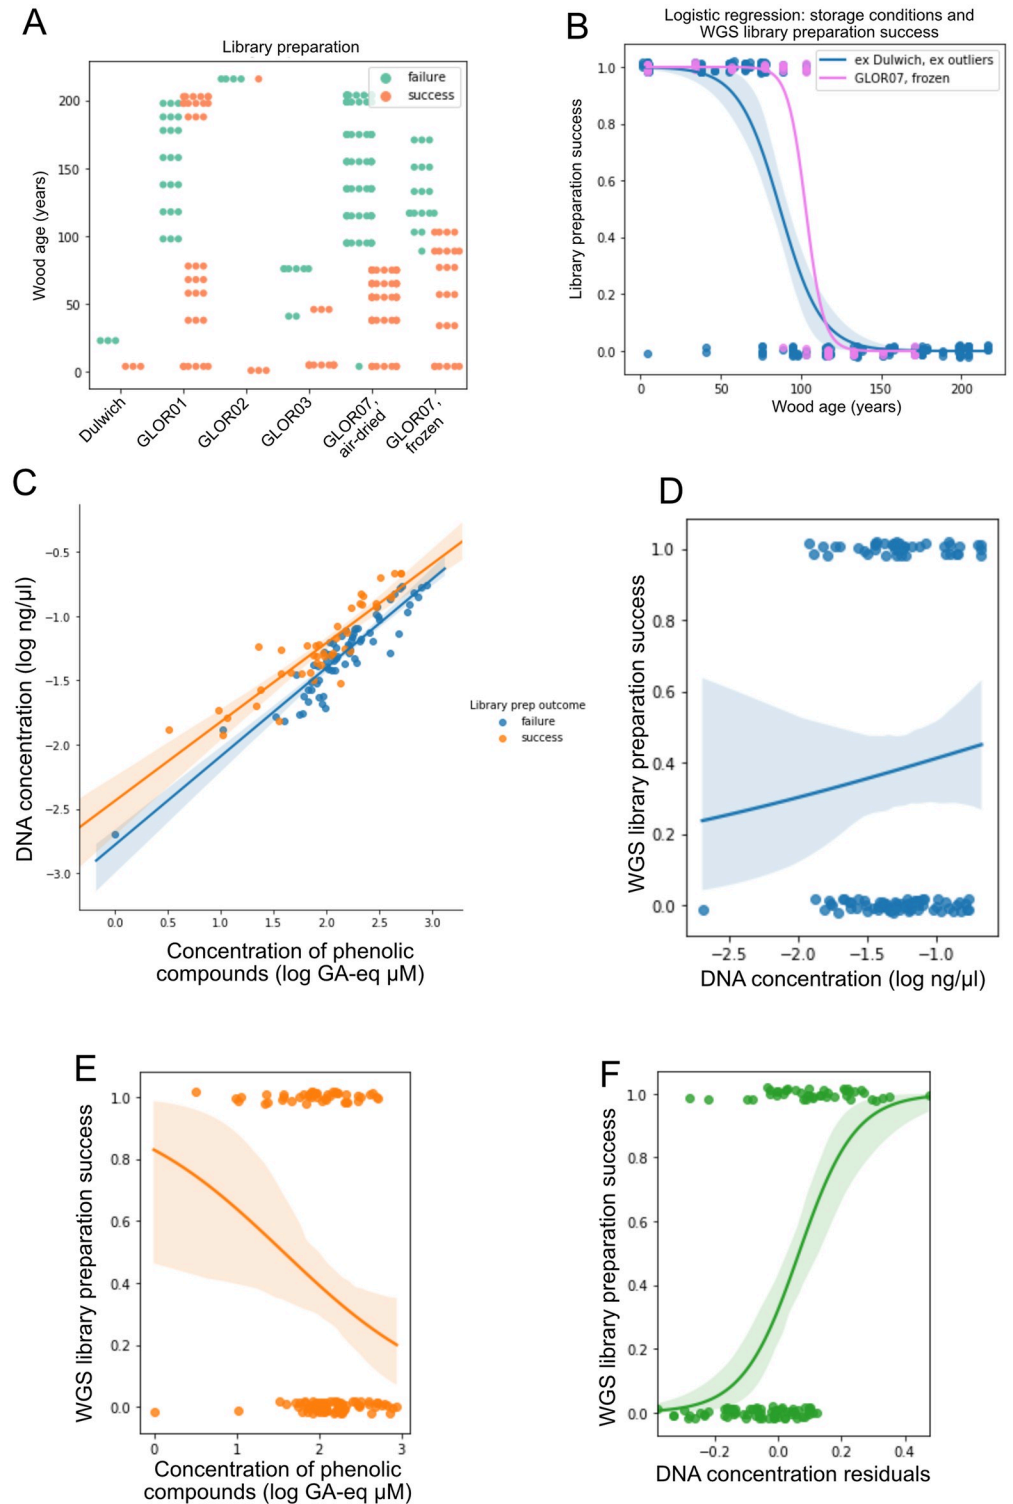 A
Library preparation
failure
success
Wood age (years)
200
150
100
50
0
Dulwich
GLOR01
GLOR02
GLOR03
GLOR07,
air-dried
GLOR07,
frozen
B
Logistic regression: storage conditions and
WGS library preparation success
ex Dulwich, ex outliers
GLOR07, frozen
Library preparation success
1.0
0.8
0.6
0.4
0.2
0.0
0 50 100 150 200
Wood age (years)
C
DNA concentration (log ng/µl)
−0.5
−1.0
−1.5
−2.0
−2.5
−3.0
0.0 0.5 1.0 1.5 2.0 2.5 3.0
Concentration of phenolic
compounds (log GA-eq µM)
Library prep outcome
failure
success
D
WGS library preparation success
1.0
0.8
0.6
0.4
0.2
0.0
−2.5 −2.0 −1.5 −1.0
DNA concentration (log ng/µl)
E
WGS library preparation success
1.0
0.8
0.6
0.4
0.2
0.0
0 1 2 3
Concentration of phenolic
compounds (log GA-eq µM)
F
WGS library preparation success
1.0
0.8
0.6
0.4
0.2
0.0
−0.2 0.0 0.2 0.4
DNA concentration residuals